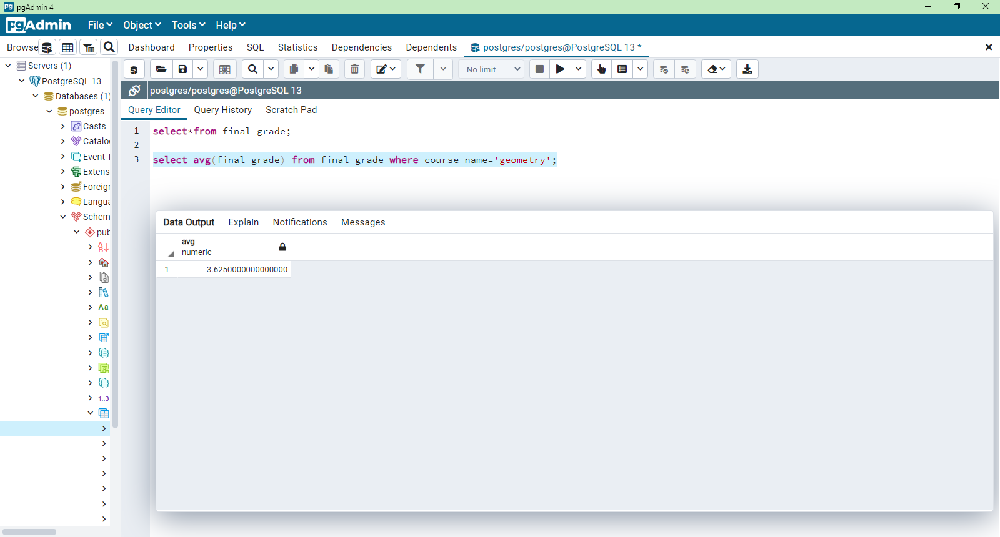 pg pgAdmin 4
pgAdmin File Object Tools Help
Browse Dashboard Properties SQL Statistics Dependencies Dependents postgres/postgres@PostgreSQL 13 *
Servers (1)
PostgreSQL 13
Databases (1)
postgres
Casts
Catalo
Event T
Extens
Foreign
Langua
Schem
pub
A
B
Aa
1..3
No limit
postgres/postgres@PostgreSQL 13
Query Editor Query History Scratch Pad
1 select*from final_grade;
2
3 select avg(final_grade) from final_grade where course_name='geometry';
Data Output Explain Notifications Messages
avg
numeric
1 3.6250000000000000